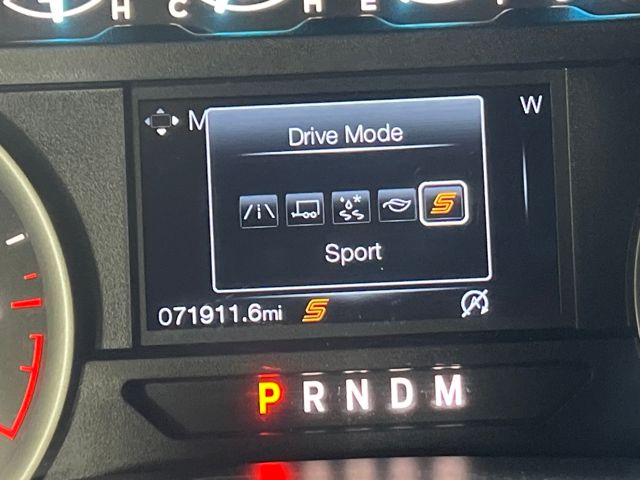 H C H E
M W
Drive Mode
Sport
071911.6mi
P R N D M